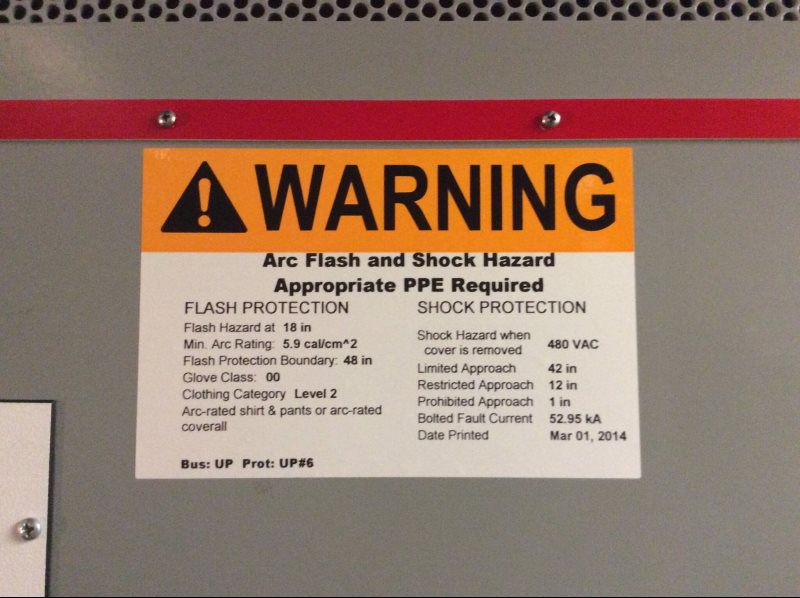 WARNING
Arc Flash and Shock Hazard
Appropriate PPE Required
FLASH PROTECTION
Flash Hazard at 18 in
Min. Arc Rating: 5.9 cal/cm^2
Flash Protection Boundary: 48 in
Glove Class: 00
Clothing Category Level 2
Arc-rated shirt & pants or arc-rated
coverall
Bus: UP Prot: UP#6
SHOCK PROTECTION
Shock Hazard when
cover is removed 480 VAC
Limited Approach 42 in
Restricted Approach 12 in
Prohibited Approach 1 in
Bolted Fault Current 52.95 kA
Date Printed Mar 01, 2014